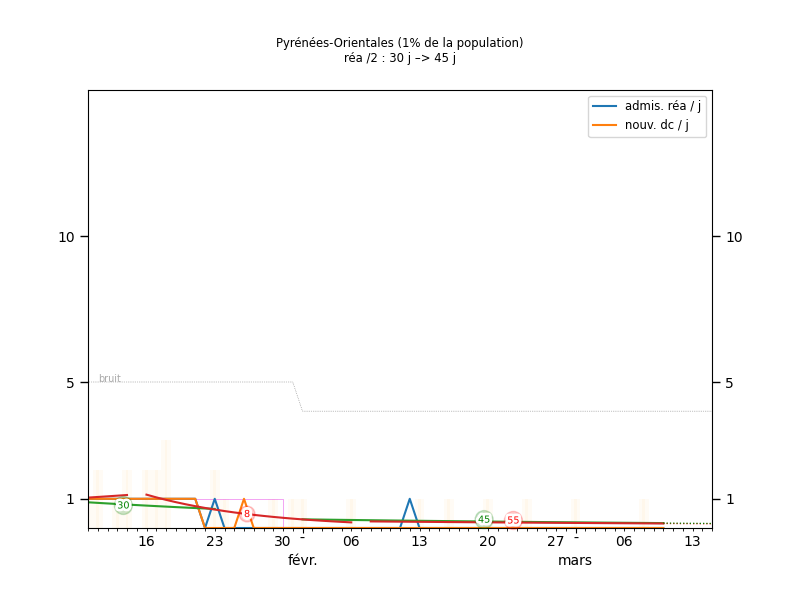 Pyrénées-Orientales (1% de la population)
réa /2 : 30 j –> 45 j
admis. réa / j
nouv. dc / j
10 10
5 5
bruit
1 1
30 8 45 55
16 23 30 - 06 13 20 27 - 06 13
févr. mars